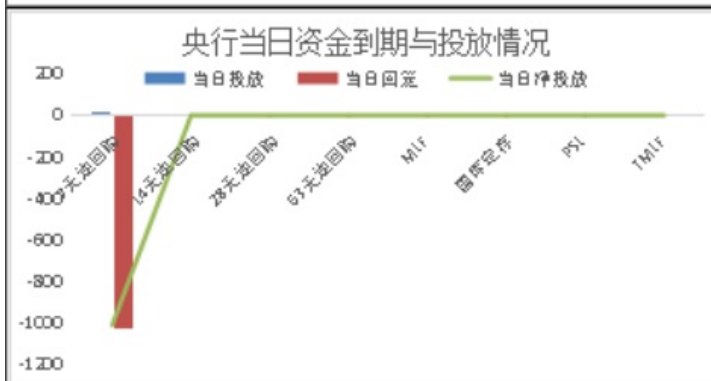 央行当日资金到期与投放情况
200
当日投放 当日回笼 当日净投放
0
-200
-400
-600
-800
-1000
-1200
7天逆回购
14天逆回购
28天逆回购
63天逆回购
MLF
国库定存
PSL
TMLF